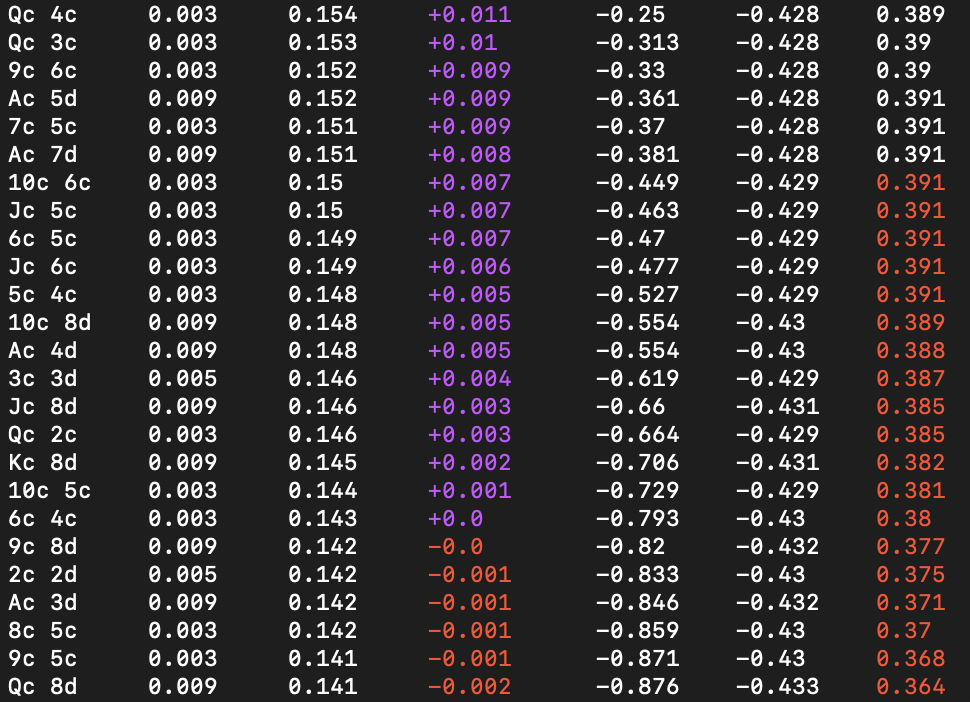 Qc 4c 0.003 0.154 +0.011 −0.25 −0.428 0.389
Qc 3c 0.003 0.153 +0.01 −0.313 −0.428 0.39
9c 6c 0.003 0.152 +0.009 −0.33 −0.428 0.39
Ac 5d 0.009 0.152 +0.009 −0.361 −0.428 0.391
7c 5c 0.003 0.151 +0.009 −0.37 −0.428 0.391
Ac 7d 0.009 0.151 +0.008 −0.381 −0.428 0.391
10c 6c 0.003 0.15 +0.007 −0.449 −0.429 0.391
Jc 5c 0.003 0.15 +0.007 −0.463 −0.429 0.391
6c 5c 0.003 0.149 +0.007 −0.47 −0.429 0.391
Jc 6c 0.003 0.149 +0.006 −0.477 −0.429 0.391
5c 4c 0.003 0.148 +0.005 −0.527 −0.429 0.391
10c 8d 0.009 0.148 +0.005 −0.554 −0.43 0.389
Ac 4d 0.009 0.148 +0.005 −0.554 −0.43 0.388
3c 3d 0.005 0.146 +0.004 −0.619 −0.429 0.387
Jc 8d 0.009 0.146 +0.003 −0.66 −0.431 0.385
Qc 2c 0.003 0.146 +0.003 −0.664 −0.429 0.385
Kc 8d 0.009 0.145 +0.002 −0.706 −0.431 0.382
10c 5c 0.003 0.144 +0.001 −0.729 −0.429 0.381
6c 4c 0.003 0.143 +0.0 −0.793 −0.43 0.38
9c 8d 0.009 0.142 −0.0 −0.82 −0.432 0.377
2c 2d 0.005 0.142 −0.001 −0.833 −0.43 0.375
Ac 3d 0.009 0.142 −0.001 −0.846 −0.432 0.371
8c 5c 0.003 0.142 −0.001 −0.859 −0.43 0.37
9c 5c 0.003 0.141 −0.001 −0.871 −0.43 0.368
Qc 8d 0.009 0.141 −0.002 −0.876 −0.433 0.364